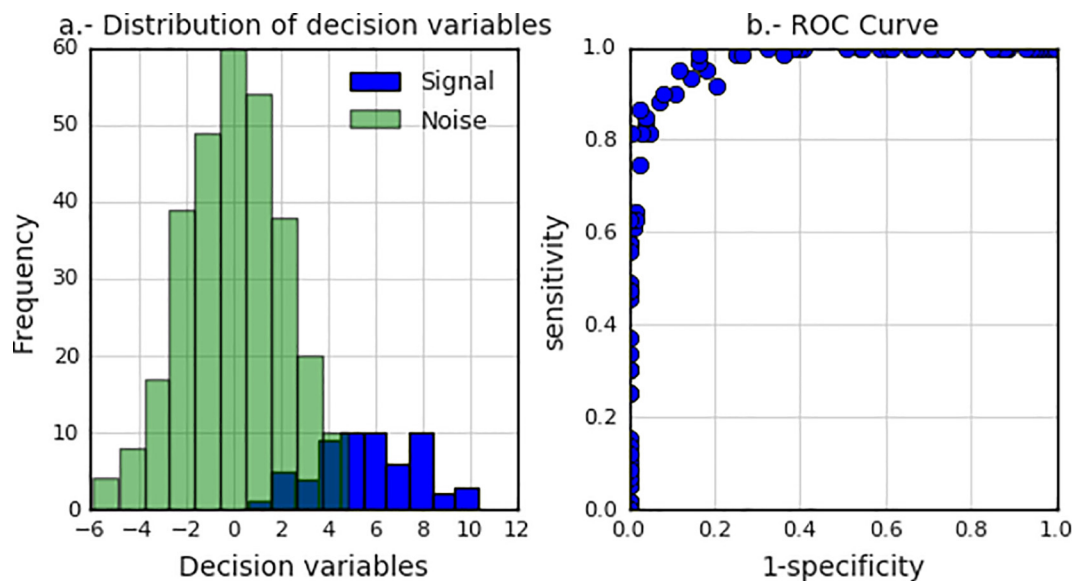 a.- Distribution of decision variables
60
50
40
30
20
10
0
Frequency
Signal
Noise
−6 −4 −2 0 2 4 6 8 10 12
Decision variables
b.- ROC Curve
1.0
0.8
0.6
0.4
0.2
0.0
sensitivity
0.0 0.2 0.4 0.6 0.8 1.0
1-specificity